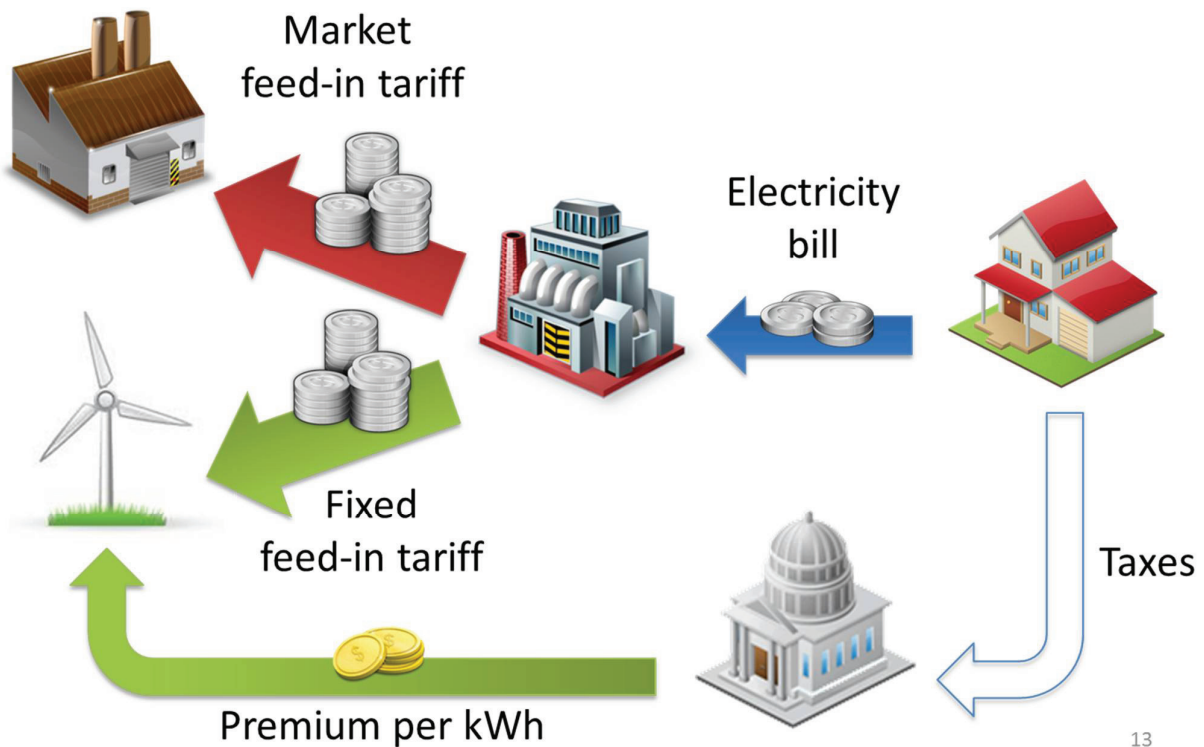 Market
feed-in tariff
Electricity
bill
Fixed
feed-in tariff
Taxes
Premium per kWh
13